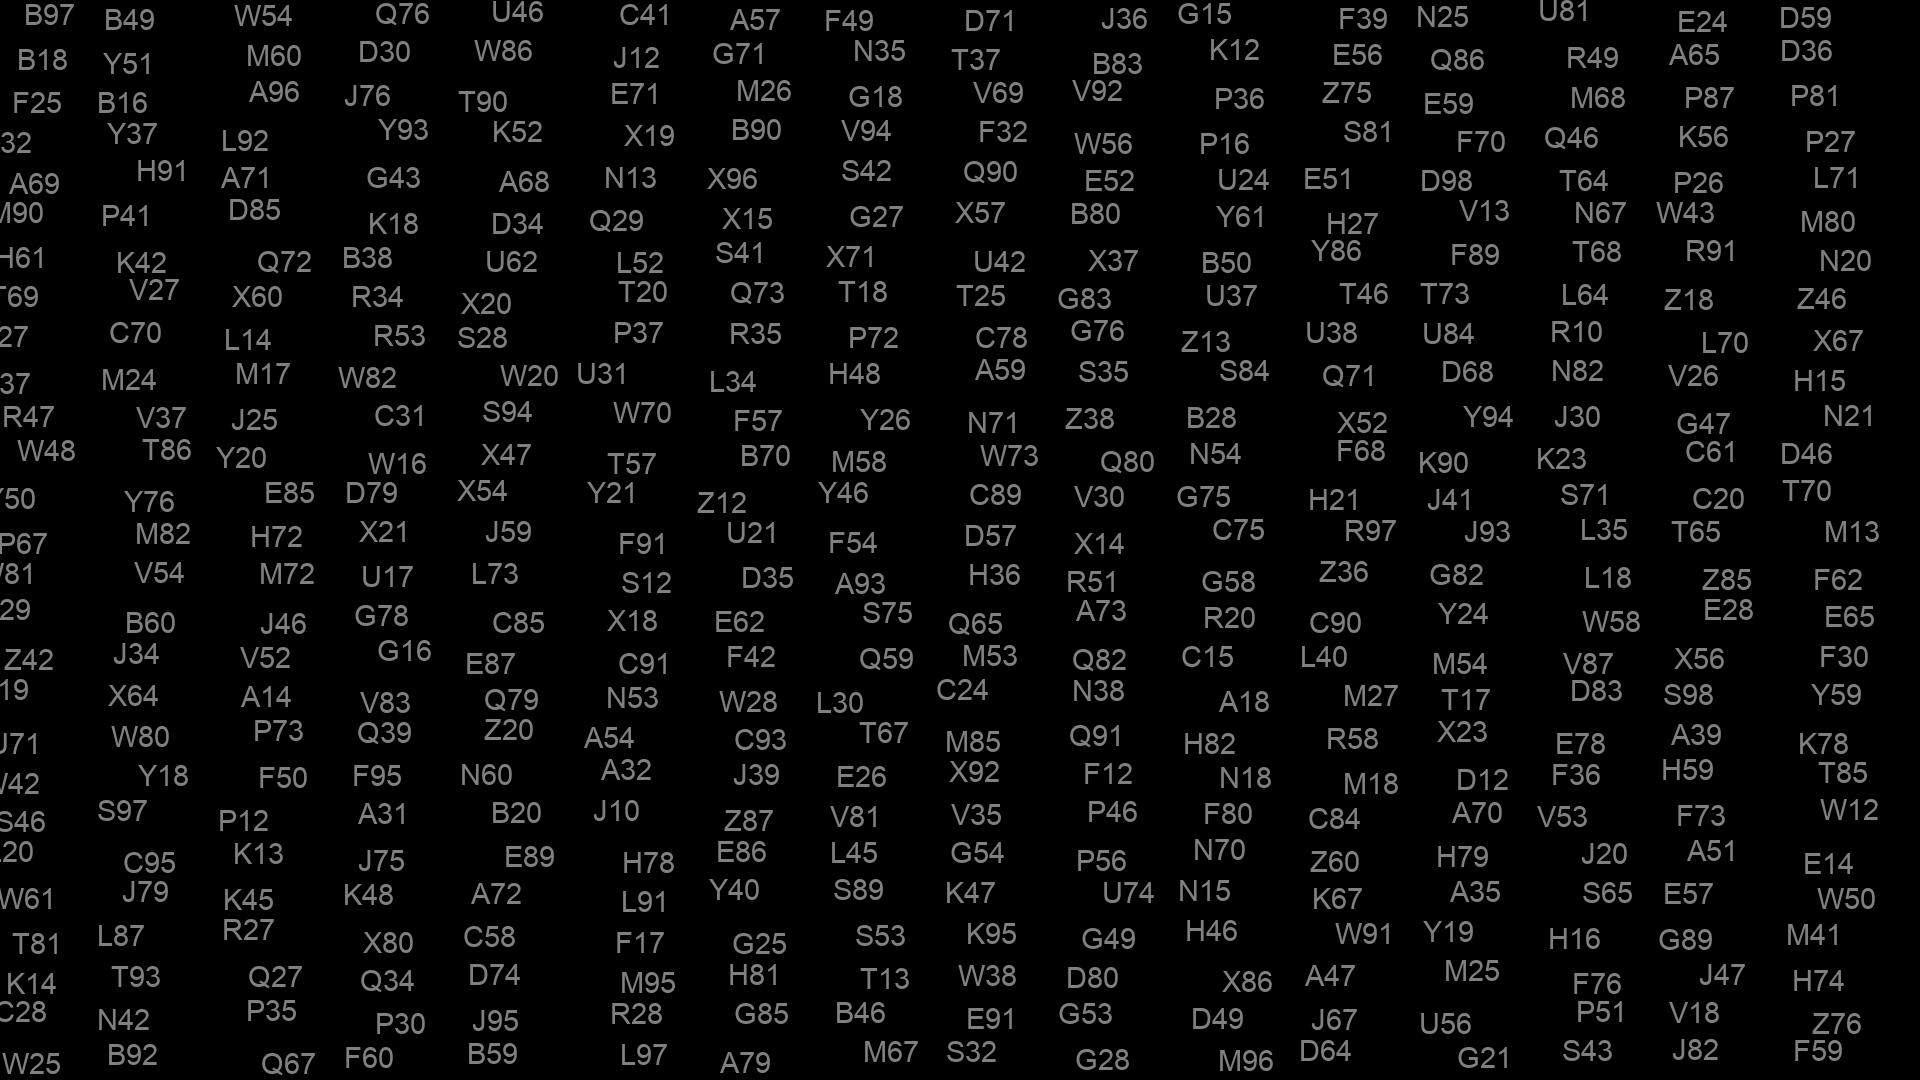 B97 B49 W54 Q76 U46 C41 A57 F49 D71 J36 G15 F39 N25 U81 E24 D59
B18 Y51 M60 D30 W86 J12 G71 N35 T37 B83 K12 E56 Q86 R49 A65 D36
F25 B16 A96 J76 T90 E71 M26 G18 V69 V92 P36 Z75 E59 M68 P87 P81
32 Y37 L92 Y93 K52 X19 B90 V94 F32 W56 P16 S81 F70 Q46 K56 P27
A69 H91 A71 G43 A68 N13 X96 S42 Q90 E52 U24 E51 D98 T64 P26 L71
M90 P41 D85 K18 D34 Q29 X15 G27 X57 B80 Y61 H27 V13 N67 W43 M80
H61 K42 Q72 B38 U62 L52 S41 X71 U42 X37 B50 Y86 F89 T68 R91 N20
T69 V27 X60 R34 X20 T20 Q73 T18 T25 G83 U37 T46 T73 L64 Z18 Z46
27 C70 L14 R53 S28 P37 R35 P72 C78 G76 Z13 U38 U84 R10 L70 X67
37 M24 M17 W82 W20 U31 L34 H48 A59 S35 S84 Q71 D68 N82 V26 H15
R47 V37 J25 C31 S94 W70 F57 Y26 N71 Z38 B28 X52 Y94 J30 G47 N21
W48 T86 Y20 W16 X47 T57 B70 M58 W73 Q80 N54 F68 K90 K23 C61 D46
Y50 Y76 E85 D79 X54 Y21 Z12 Y46 C89 V30 G75 H21 J41 S71 C20 T70
P67 M82 H72 X21 J59 F91 U21 F54 D57 X14 C75 R97 J93 L35 T65 M13
81 V54 M72 U17 L73 S12 D35 A93 H36 R51 G58 Z36 G82 L18 Z85 F62
29 B60 J46 G78 C85 X18 E62 S75 Q65 A73 R20 C90 Y24 W58 E28 E65
Z42 J34 V52 G16 E87 C91 F42 Q59 M53 Q82 C15 L40 M54 V87 X56 F30
19 X64 A14 V83 Q79 N53 W28 L30 C24 N38 A18 M27 T17 D83 S98 Y59
U71 W80 P73 Q39 Z20 A54 C93 T67 M85 Q91 H82 R58 X23 E78 A39 K78
W42 Y18 F50 F95 N60 A32 J39 E26 X92 F12 N18 M18 D12 F36 H59 T85
S46 S97 P12 A31 B20 J10 Z87 V81 V35 P46 F80 C84 A70 V53 F73 W12
20 C95 K13 J75 E89 H78 E86 L45 G54 P56 N70 Z60 H79 J20 A51 E14
W61 J79 K45 K48 A72 L91 Y40 S89 K47 U74 N15 K67 A35 S65 E57 W50
T81 L87 R27 X80 C58 F17 G25 S53 K95 G49 H46 W91 Y19 H16 G89 M41
K14 T93 Q27 Q34 D74 M95 H81 T13 W38 D80 X86 A47 M25 F76 J47 H74
C28 N42 P35 P30 J95 R28 G85 B46 E91 G53 D49 J67 U56 P51 V18 Z76
W25 B92 Q67 F60 B59 L97 A79 M67 S32 G28 M96 D64 G21 S43 J82 F59